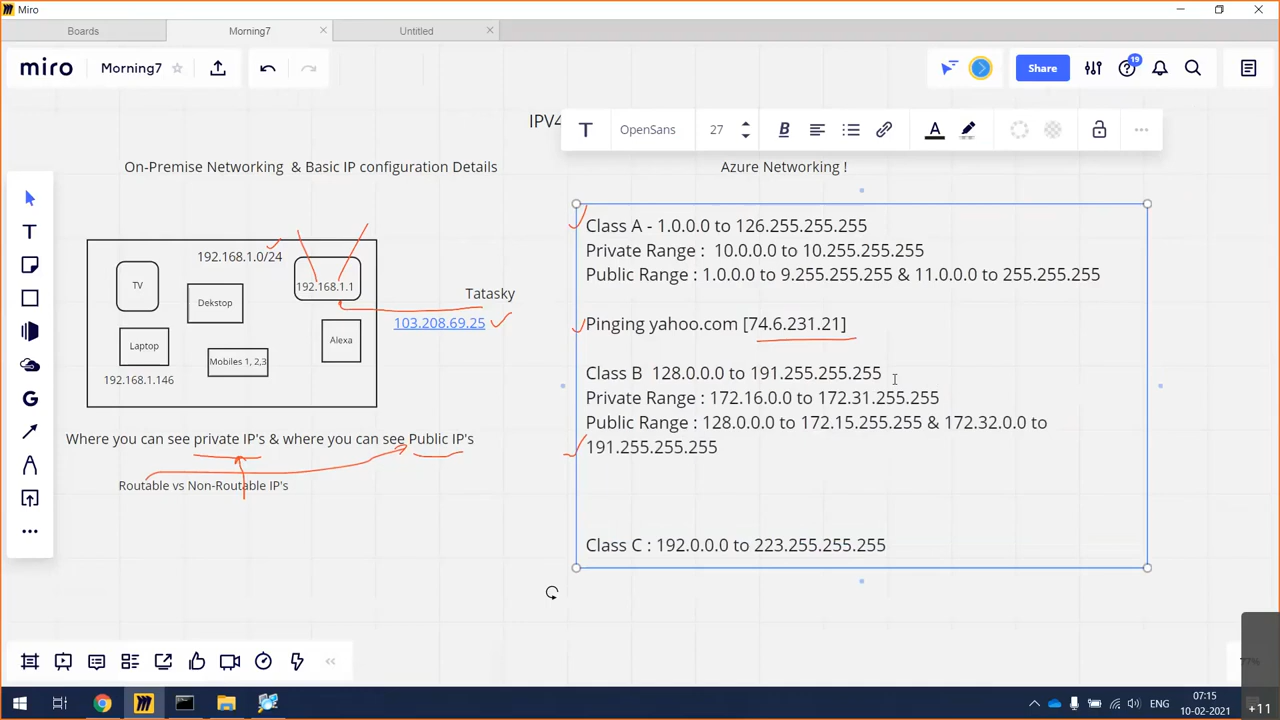 Miro
Boards
Morning7
Untitled
miro
Morning7
19
Share
IPV4
OpenSans
27
B
A
On-Premise Networking & Basic IP configuration Details
Azure Networking !
192.168.1.0/24
TV
Dekstop
192.168.1.1
Tatasky
103.208.69.25
Laptop
Mobiles 1, 2,3
Alexa
192.168.1.146
Where you can see private IP's & where you can see Public IP's
Routable vs Non-Routable IP's
Class A - 1.0.0.0 to 126.255.255.255
Private Range : 10.0.0.0 to 10.255.255.255
Public Range : 1.0.0.0 to 9.255.255.255 & 11.0.0.0 to 255.255.255
Pinging yahoo.com [74.6.231.21]
Class B 128.0.0.0 to 191.255.255.255
Private Range : 172.16.0.0 to 172.31.255.255
Public Range : 128.0.0.0 to 172.15.255.255 & 172.32.0.0 to
191.255.255.255
Class C : 192.0.0.0 to 223.255.255.255
77%
ENG
07:15
10-02-2021
+11